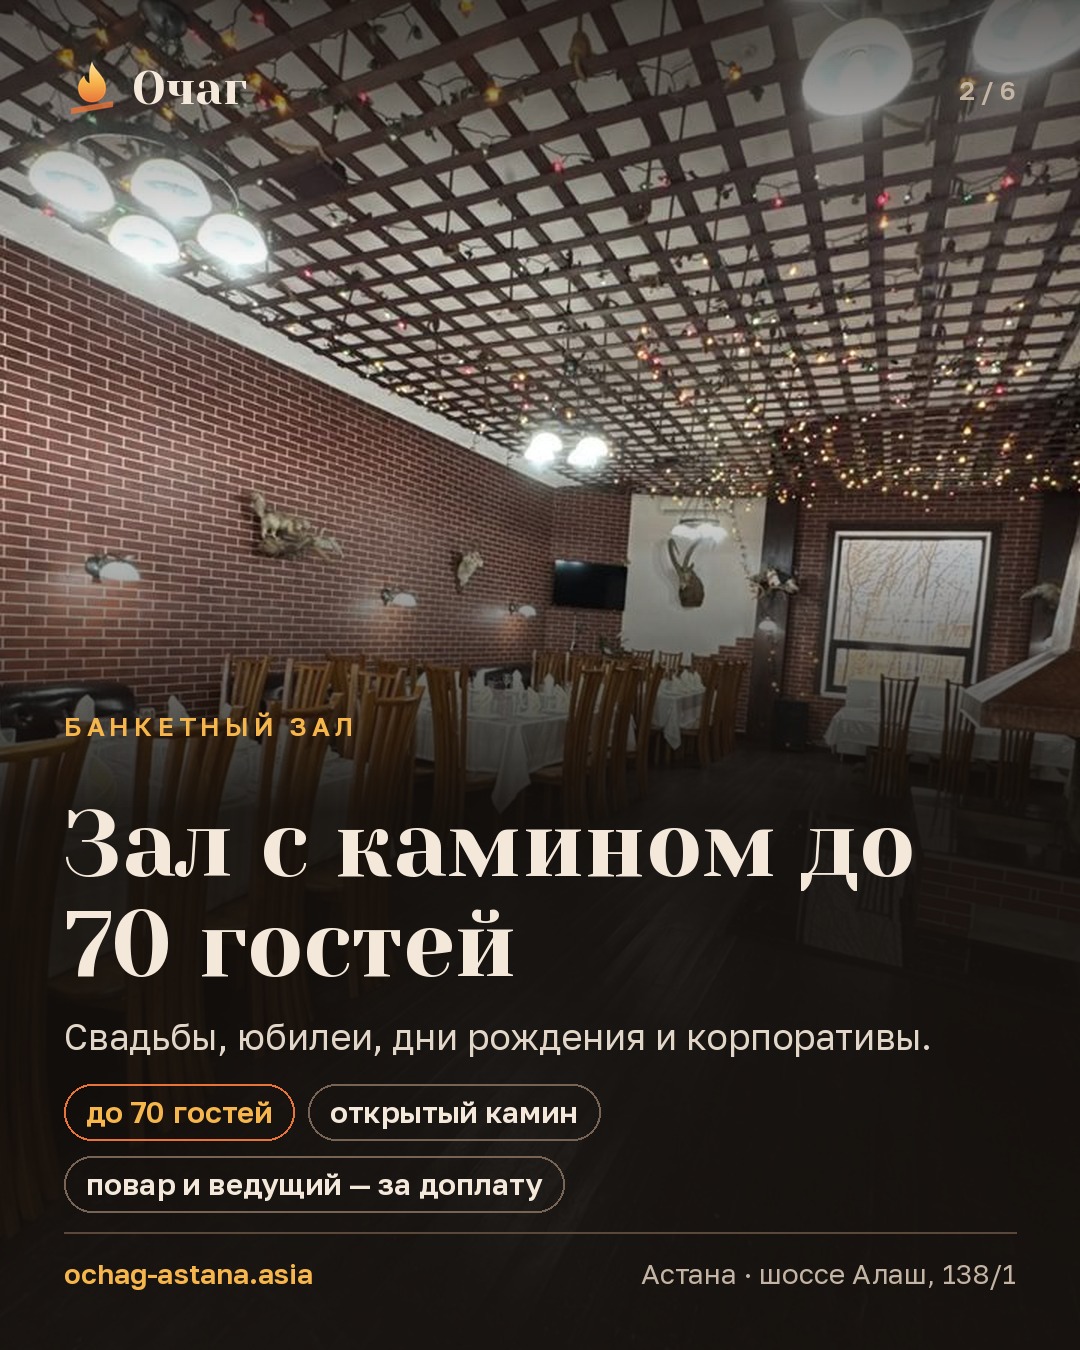 Очаг
2 / 6
БАНКЕТНЫЙ ЗАЛ
Зал с камином до
70 гостей
Свадьбы, юбилеи, дни рождения и корпоративы.
до 70 гостей
открытый камин
повар и ведущий — за доплату
ochag-astana.asia
Астана · шоссе Алаш, 138/1